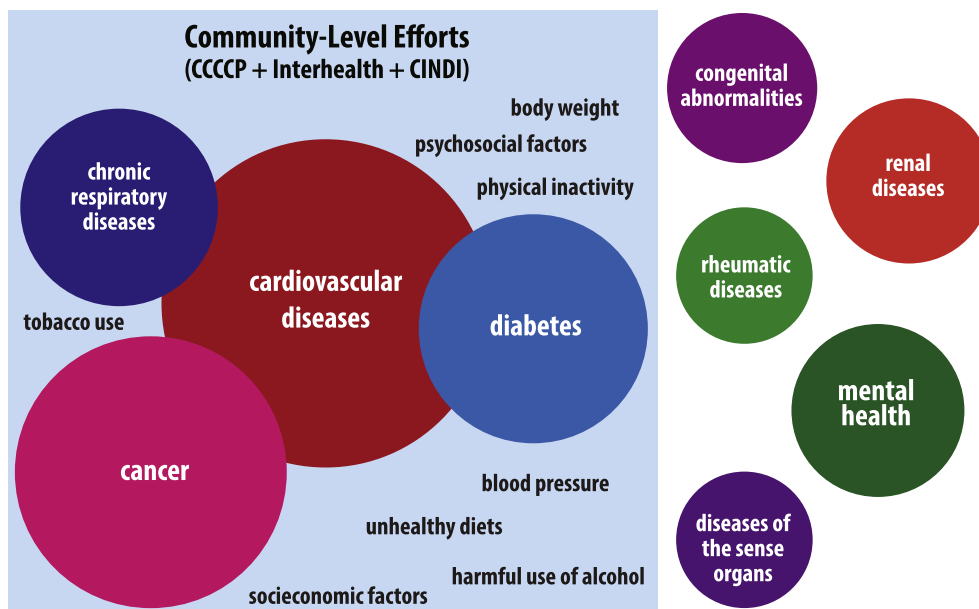 Community-Level Efforts
(CCCCP + Interhealth + CINDI)
body weight
psychosocial factors
physical inactivity
chronic
respiratory
diseases
cardiovascular
diseases
diabetes
tobacco use
cancer
blood pressure
unhealthy diets
harmful use of alcohol
socieconomic factors
congenital
abnormalities
renal
diseases
rheumatic
diseases
mental
health
diseases of
the sense
organs